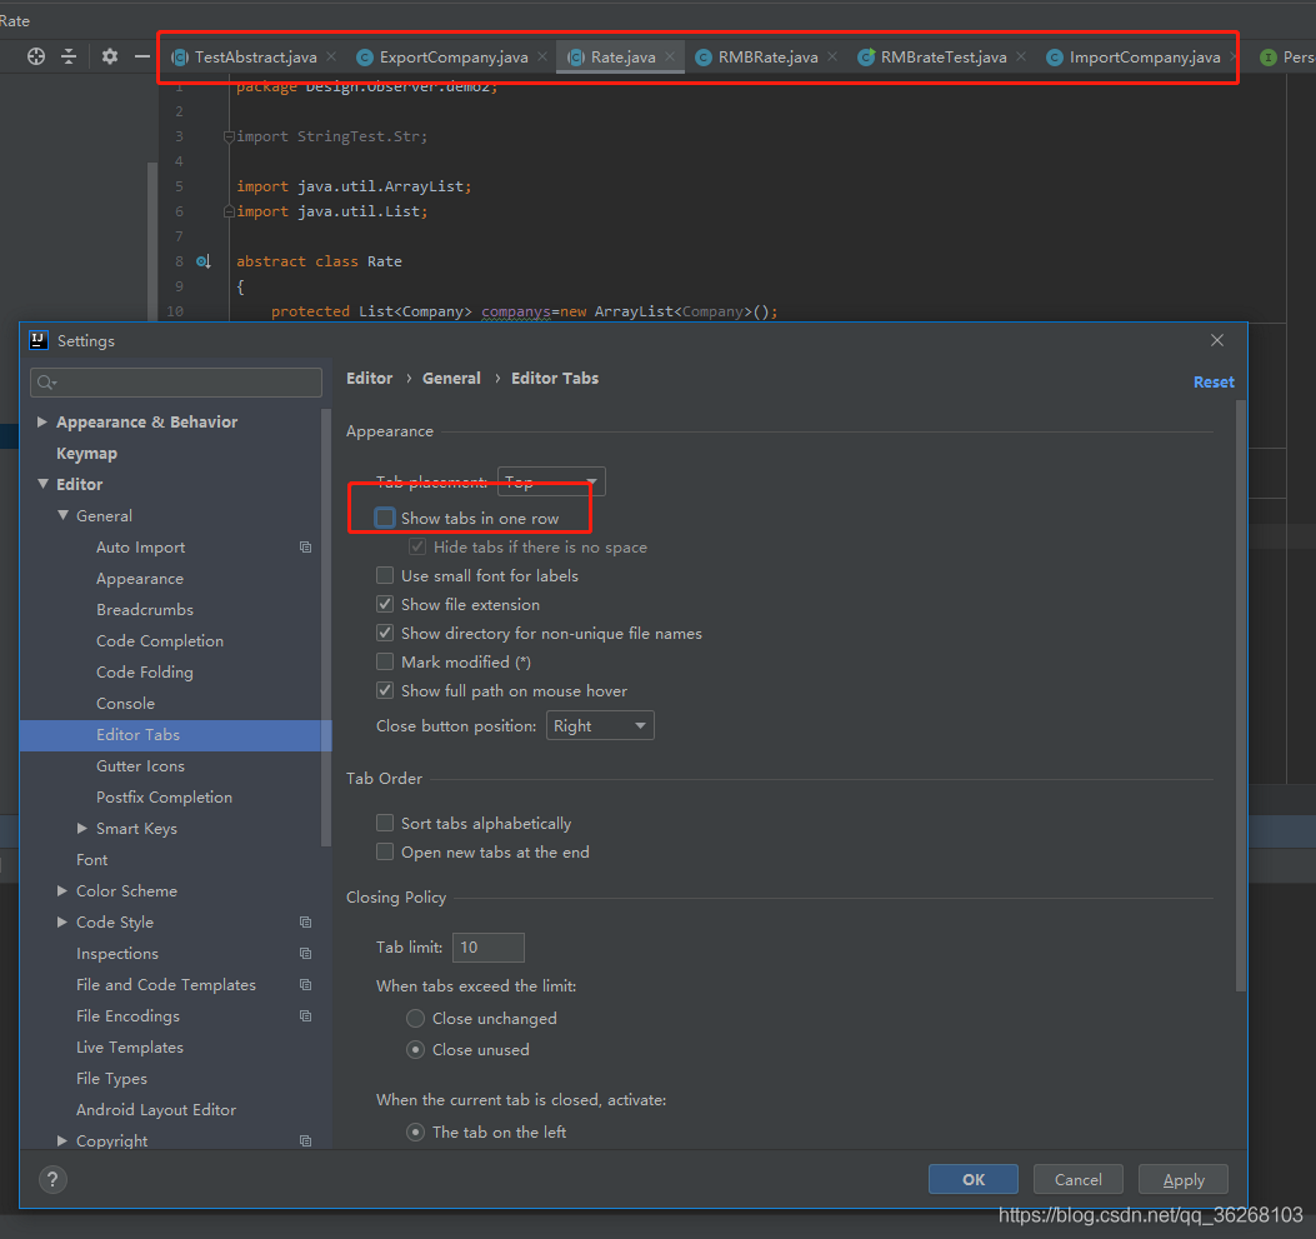 Rate
TestAbstract.java ExportCompany.java Rate.java RMBRate.java RMBrateTest.java ImportCompany.java Pers
1 package Design.Observer.demo2;
2
3 import StringTest.Str;
4
5 import java.util.ArrayList;
6 import java.util.List;
7
8 abstract class Rate
9 {
10 protected List<Company> companys=new ArrayList<Company>();
Settings
Editor › General › Editor Tabs
Reset
Appearance & Behavior
Keymap
Editor
General
Auto Import
Appearance
Breadcrumbs
Code Completion
Code Folding
Console
Editor Tabs
Gutter Icons
Postfix Completion
Smart Keys
Font
Color Scheme
Code Style
Inspections
File and Code Templates
File Encodings
Live Templates
File Types
Android Layout Editor
Copyright
Appearance
Tab placement: Top
Show tabs in one row
Hide tabs if there is no space
Use small font for labels
Show file extension
Show directory for non-unique file names
Mark modified (*)
Show full path on mouse hover
Close button position: Right
Tab Order
Sort tabs alphabetically
Open new tabs at the end
Closing Policy
Tab limit: 10
When tabs exceed the limit:
Close unchanged
Close unused
When the current tab is closed, activate:
The tab on the left
? OK Cancel Apply
https://blog.csdn.net/qq_36268103